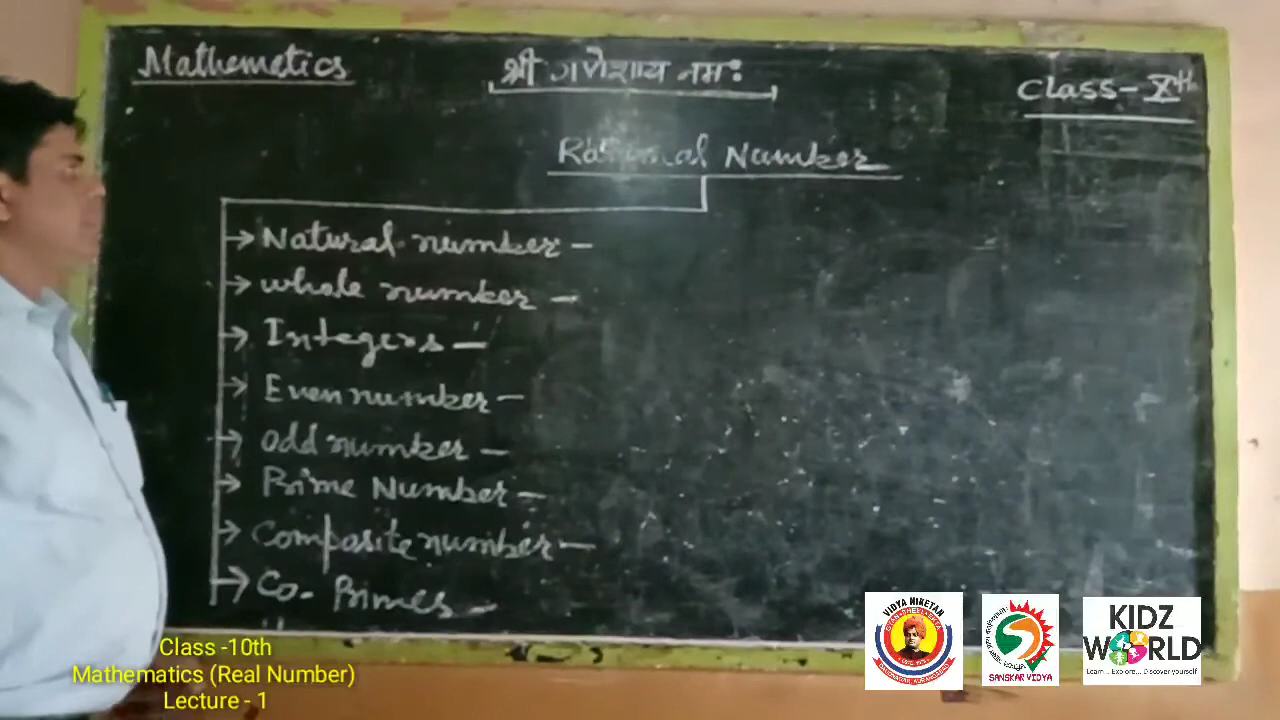 Mathematics
श्री गणेशाय नमः
Class - Xth
Rational Number
Natural number -
whole number -
Integers -
Even number -
odd number -
Prime Number -
Composite number -
Co- Primes -
Class -10th
Mathematics (Real Number)
Lecture - 1
VIDYA NIKETAN
SANSKAR VIDYA
KIDZ
WORLD
Learn... Explore... Discover yourself